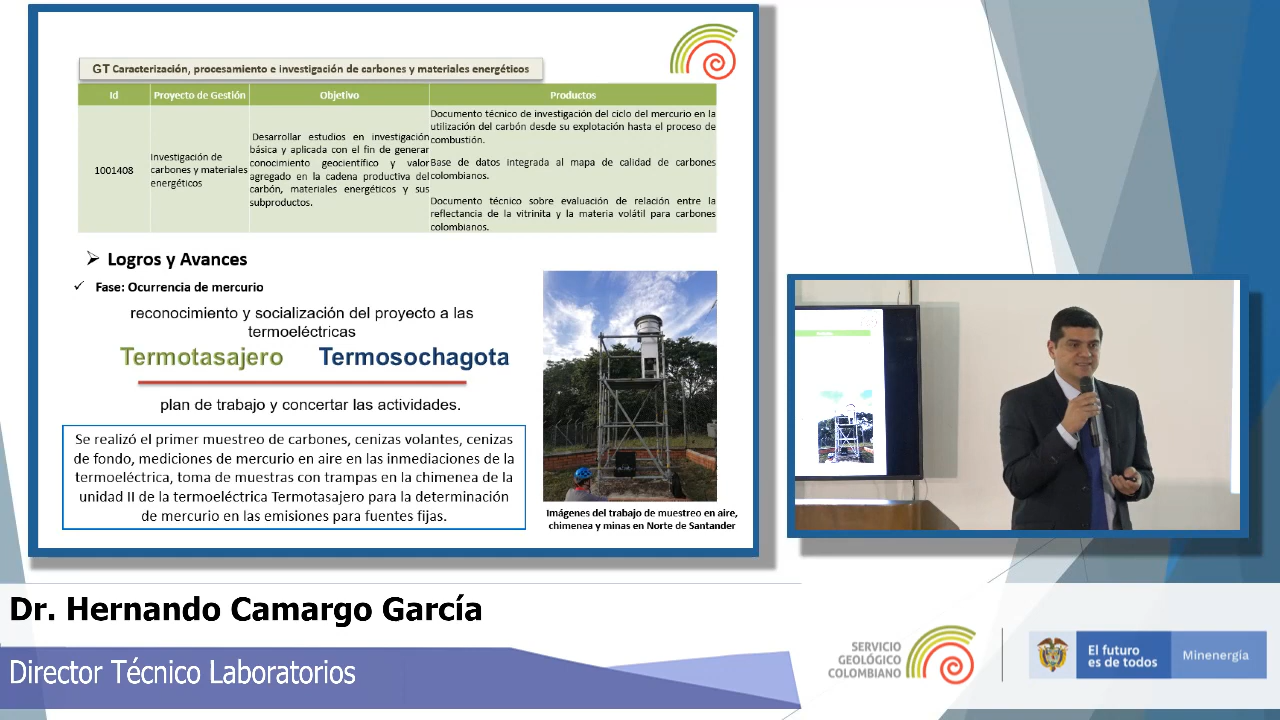 GT Caracterización, procesamiento e investigación de carbones y materiales energéticos
Id
Proyecto de Gestión
Objetivo
Productos
1001408
Investigación de
carbones y materiales
energéticos
Desarrollar estudios en investigación
básica y aplicada con el fin de generar
conocimiento geocientífico y valor
agregado en la cadena productiva del
carbón, materiales energéticos y sus
subproductos.
Documento técnico de investigación del ciclo del mercurio en la
utilización del carbón desde su explotación hasta el proceso de
combustión.
Base de datos integrada al mapa de calidad de carbones
colombianos.
Documento técnico sobre evaluación de relación entre la
reflectancia de la vitrinita y la materia volátil para carbones
colombianos.
➢ Logros y Avances
✓ Fase: Ocurrencia de mercurio
reconocimiento y socialización del proyecto a las
termoeléctricas
Termotasajero Termosochagota
plan de trabajo y concertar las actividades.
Se realizó el primer muestreo de carbones, cenizas volantes, cenizas
de fondo, mediciones de mercurio en aire en las inmediaciones de la
termoeléctrica, toma de muestras con trampas en la chimenea de la
unidad II de la termoeléctrica Termotasajero para la determinación
de mercurio en las emisiones para fuentes fijas.
Imágenes del trabajo de muestreo en aire,
chimenea y minas en Norte de Santander
Dr. Hernando Camargo García
Director Técnico Laboratorios
SERVICIO
GEOLÓGICO
COLOMBIANO
El futuro
es de todos
Minenergía